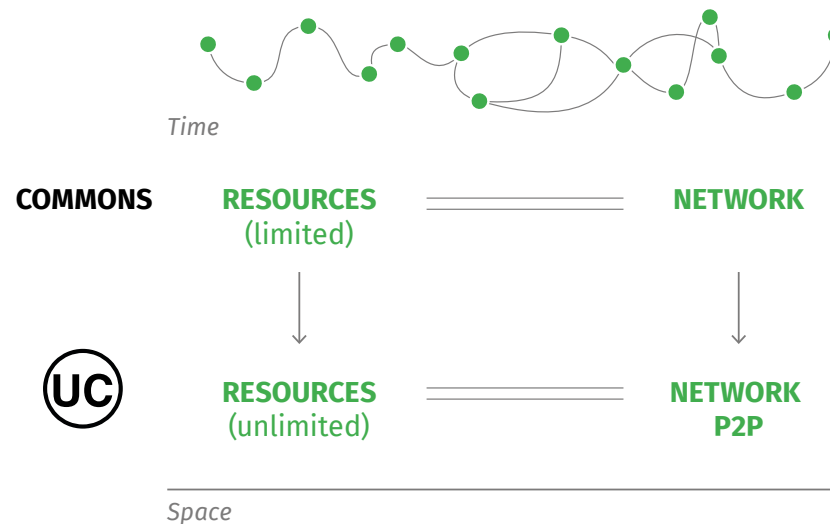 Time
COMMONS RESOURCES NETWORK
(limited)
UC RESOURCES NETWORK
(unlimited) P2P
Space